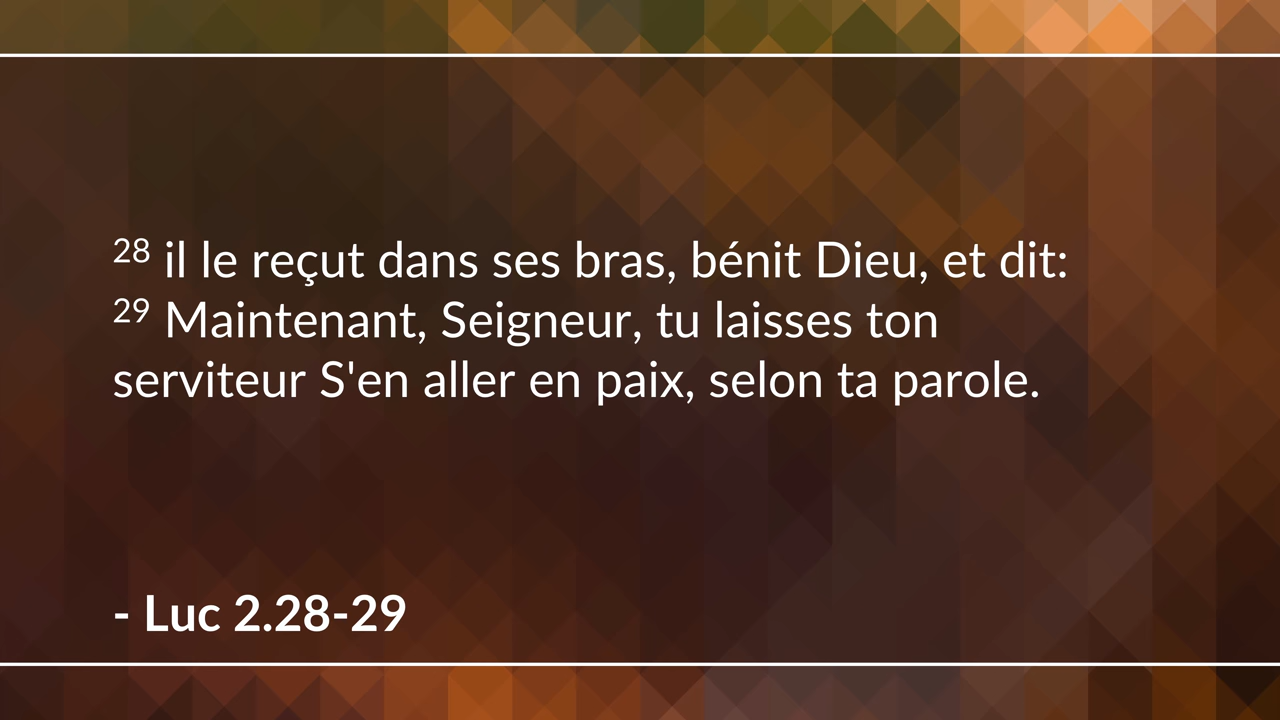 28 il le reçut dans ses bras, bénit Dieu, et dit:
29 Maintenant, Seigneur, tu laisses ton
serviteur S'en aller en paix, selon ta parole.
- Luc 2.28-29